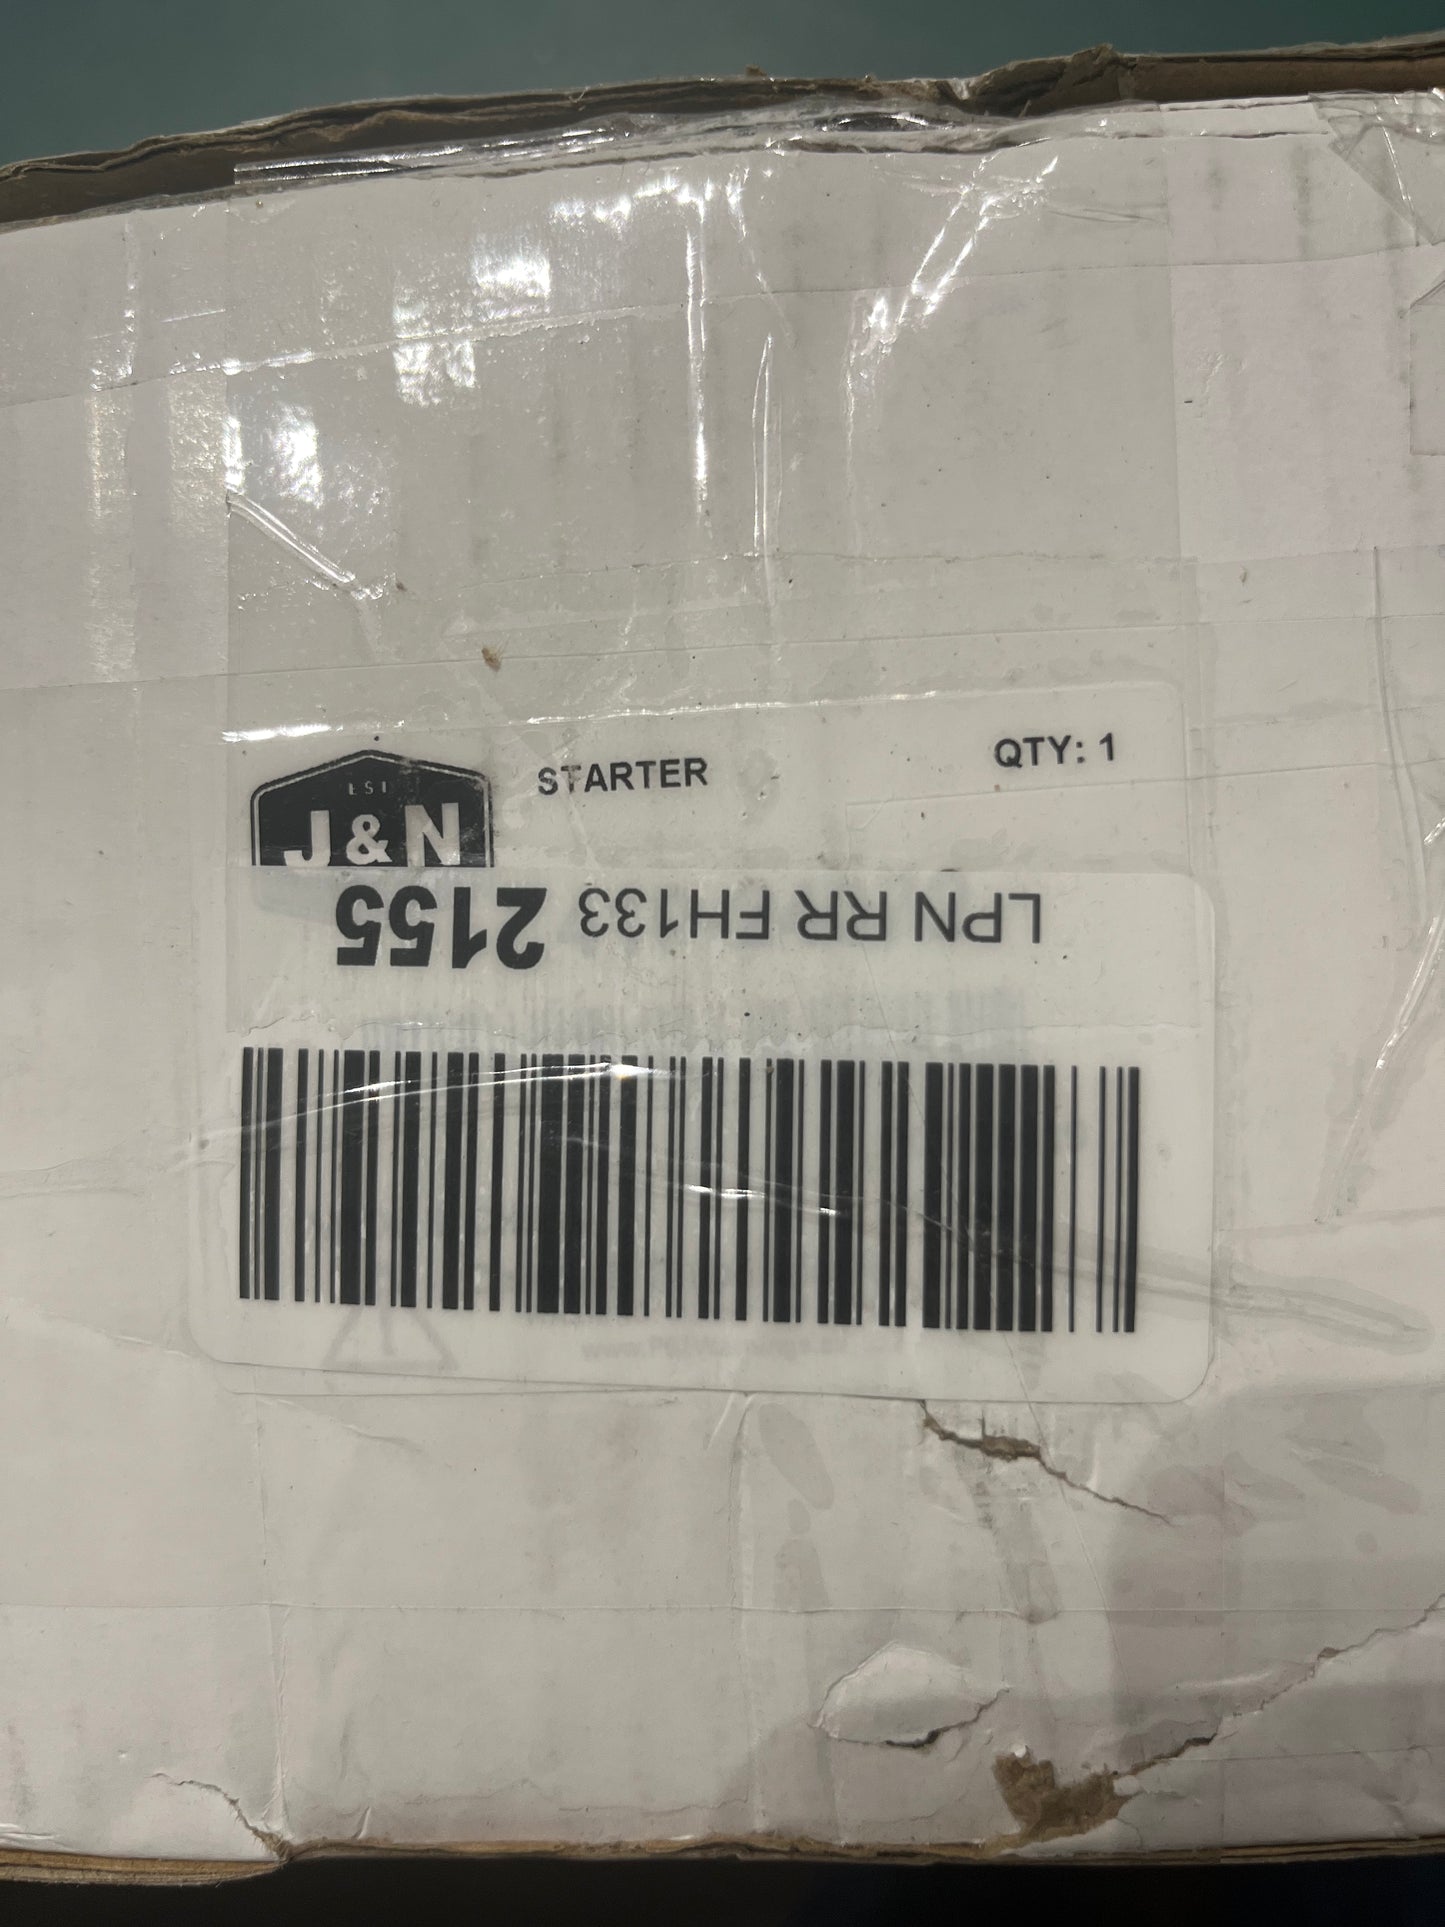 EST
J&N
STARTER
QTY: 1
LPN RR FH133 2155